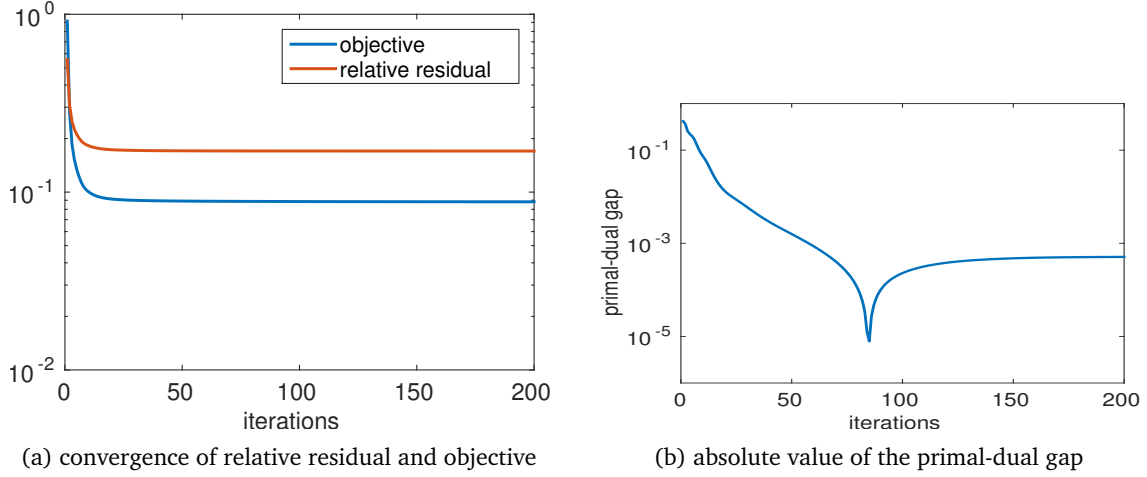 10^0
10^-1
10^-2
0
50
100
150
200
iterations
objective
relative residual
(a) convergence of relative residual and objective
10^-1
10^-3
10^-5
primal-dual gap
0
50
100
150
200
iterations
(b) absolute value of the primal-dual gap